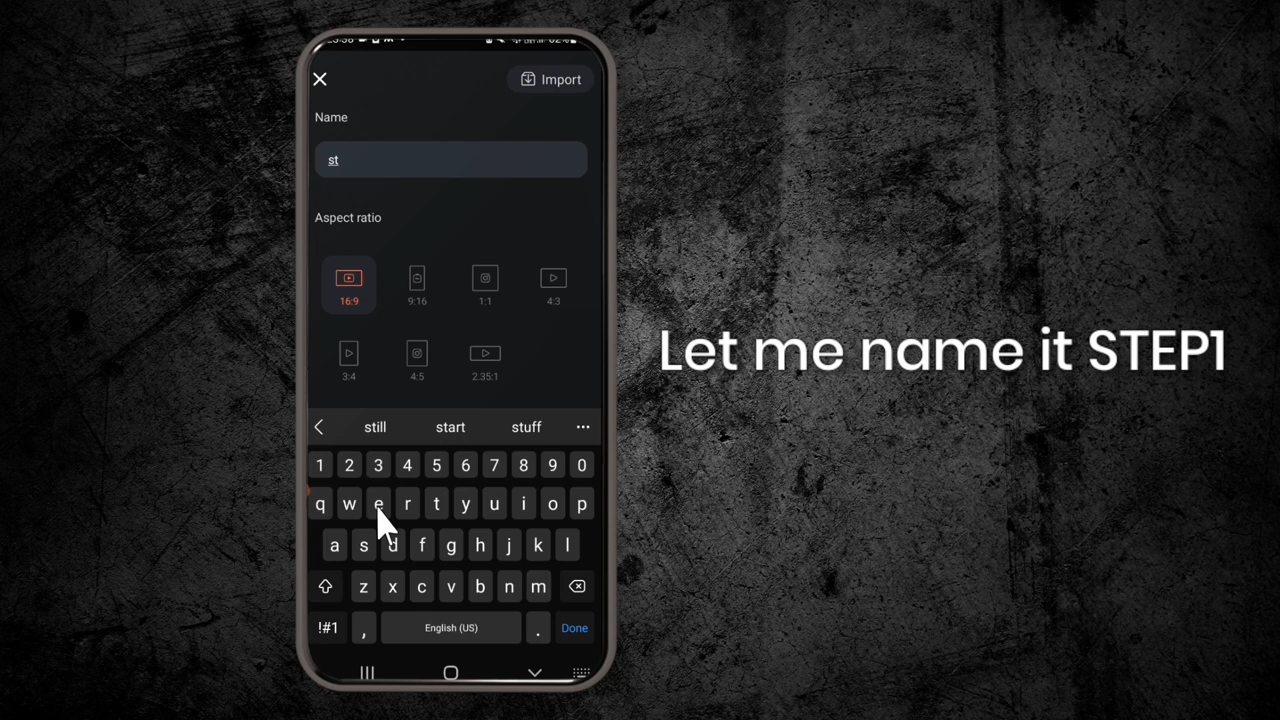 Import
Name
st
Aspect ratio
16:9
9:16
1:1
4:3
3:4
4:5
2.35:1
still
start
stuff
1 2 3 4 5 6 7 8 9 0
q w e r t y u i o p
a s d f g h j k l
z x c v b n m
!#1 , English (US) . Done
Let me name it STEP1